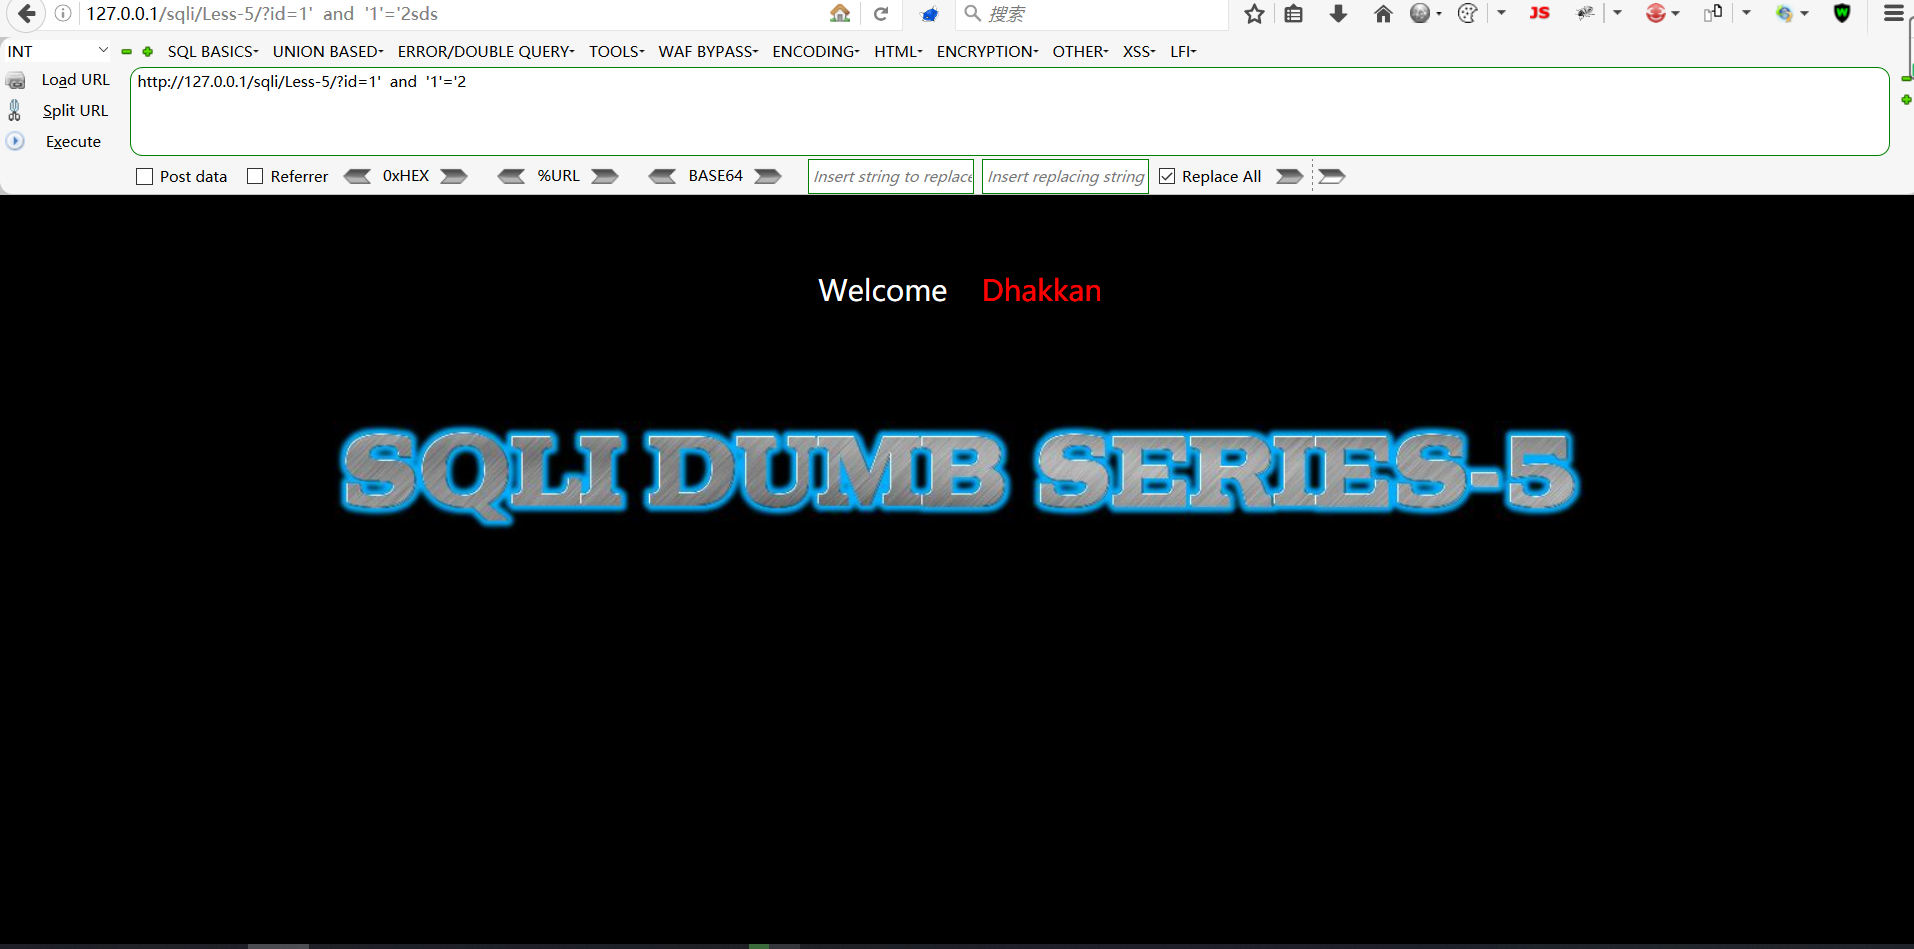 127.0.0.1/sqli/Less-5/?id=1'  and  '1'='2sds
搜索
JS
W
INT
SQL BASICS
UNION BASED
ERROR/DOUBLE QUERY
TOOLS
WAF BYPASS
ENCODING
HTML
ENCRYPTION
OTHER
XSS
LFI
Load URL
http://127.0.0.1/sqli/Less-5/?id=1'  and  '1'='2
Split URL
Execute
Post data
Referrer
0xHEX
%URL
BASE64
Insert string to replace
Insert replacing string
Replace All
Welcome Dhakkan
SQLI DUMB SERIES-5